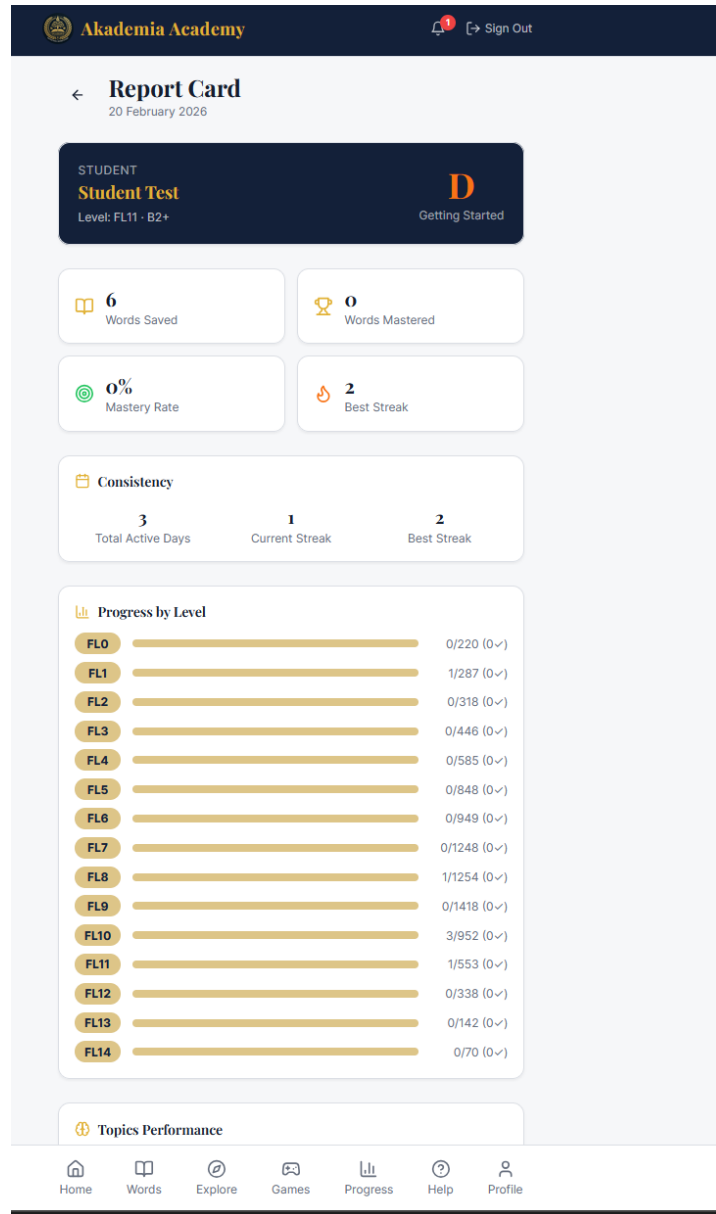 Akademia Academy
1
Sign Out
Report Card
20 February 2026
STUDENT
Student Test
Level: FL11 · B2+
D
Getting Started
6
Words Saved
0
Words Mastered
0%
Mastery Rate
2
Best Streak
Consistency
3
Total Active Days
1
Current Streak
2
Best Streak
Progress by Level
FL0 0/220 (0✓)
FL1 1/287 (0✓)
FL2 0/318 (0✓)
FL3 0/446 (0✓)
FL4 0/585 (0✓)
FL5 0/848 (0✓)
FL6 0/949 (0✓)
FL7 0/1248 (0✓)
FL8 1/1254 (0✓)
FL9 0/1418 (0✓)
FL10 3/952 (0✓)
FL11 1/553 (0✓)
FL12 0/338 (0✓)
FL13 0/142 (0✓)
FL14 0/70 (0✓)
Topics Performance
Home Words Explore Games Progress Help Profile